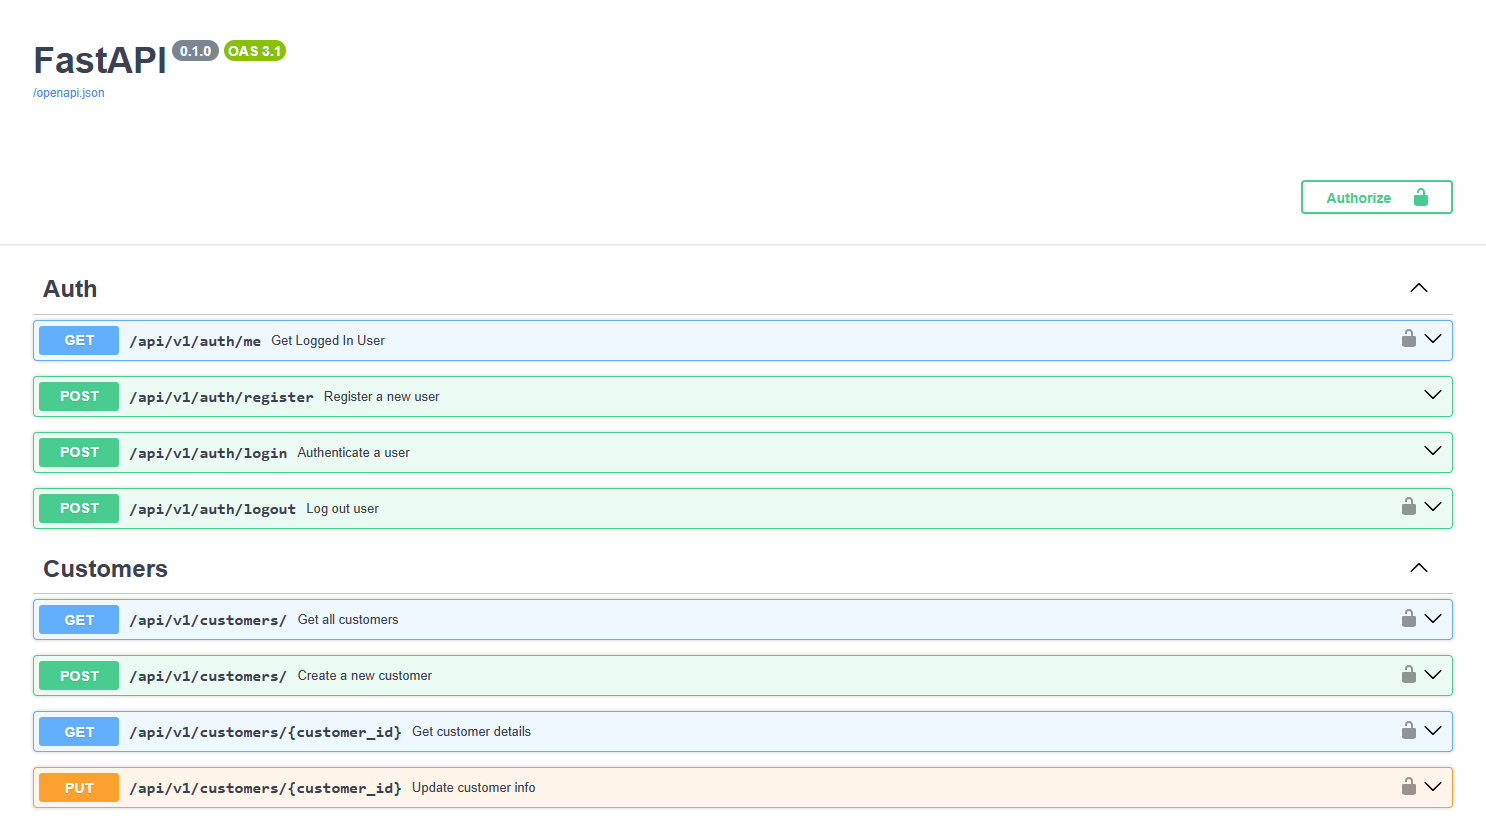 FastAPI 0.1.0 OAS 3.1
/openapi.json
Authorize
Auth
GET /api/v1/auth/me Get Logged In User
POST /api/v1/auth/register Register a new user
POST /api/v1/auth/login Authenticate a user
POST /api/v1/auth/logout Log out user
Customers
GET /api/v1/customers/ Get all customers
POST /api/v1/customers/ Create a new customer
GET /api/v1/customers/{customer_id} Get customer details
PUT /api/v1/customers/{customer_id} Update customer info